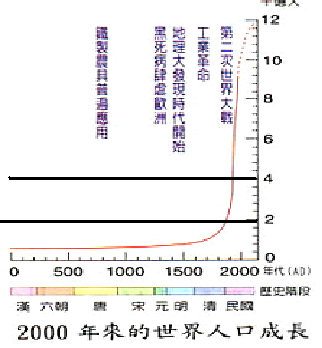 十億人
12
10
8
6
4
2
0
鐵製農具普遍應用
黑死病肆虐歐洲
地理大發現時代開始
工業革命
第二次世界大戰
0 500 1000 1500 2000 年代(AD)
漢 六朝 唐 宋 元 明 清 民國 歷史階段
2000 年來的世界人口成長